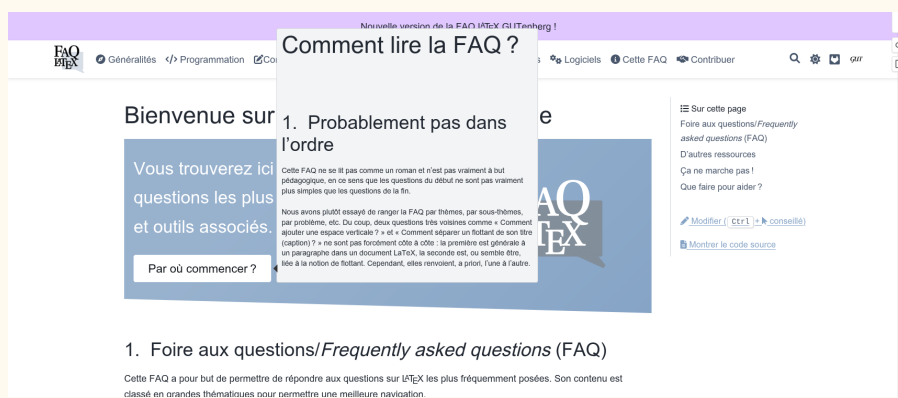 Nouvelle version de la FAQ LaTeX GUTenberg !
FAQ
LaTeX
Généralités </> Programmation Co s Logiciels Cette FAQ Contribuer gur
Comment lire la FAQ ?
Bienvenue sur e
Vous trouverez ici
questions les plus
et outils associés.
Par où commencer ?
1. Probablement pas dans
l'ordre
Cette FAQ ne se lit pas comme un roman et n'est pas vraiment à but
pédagogique, en ce sens que les questions du début ne sont pas vraiment
plus simples que les questions de la fin.
Nous avons plutôt essayé de ranger la FAQ par thèmes, par sous-thèmes,
par problème, etc. Du coup, deux questions très voisines comme « Comment
ajouter une espace verticale ? » et « Comment séparer un flottant de son titre
(caption) ? » ne sont pas forcément côte à côte : la première est générale à
un paragraphe dans un document LaTeX, la seconde est, ou semble être,
liée à la notion de flottant. Cependant, elles renvoient, a priori, l'une à l'autre.
AQ
TEX
Sur cette page
Foire aux questions/Frequently
asked questions (FAQ)
D'autres ressources
Ça ne marche pas !
Que faire pour aider ?
Modifier ( Ctrl + conseillé)
Montrer le code source
1. Foire aux questions/Frequently asked questions (FAQ)
Cette FAQ a pour but de permettre de répondre aux questions sur LaTeX les plus fréquemment posées. Son contenu est
classé en grandes thématiques pour permettre une meilleure navigation.